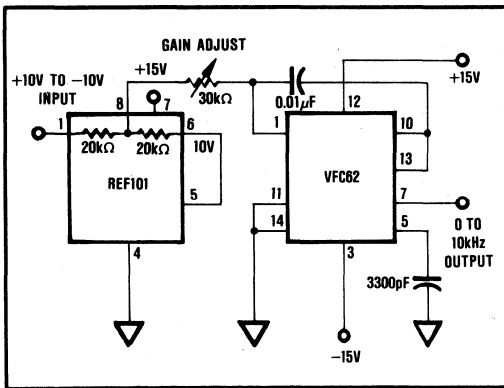 GAIN ADJUST
+10V TO −10V
INPUT
+15V
8
7
30kΩ
0.01µF
12
+15V
1
6
20kΩ
20kΩ
10V
1
10
13
REF101
5
11
VFC62
7
14
5
0 TO
10kHz
OUTPUT
4
3
3300pF
−15V